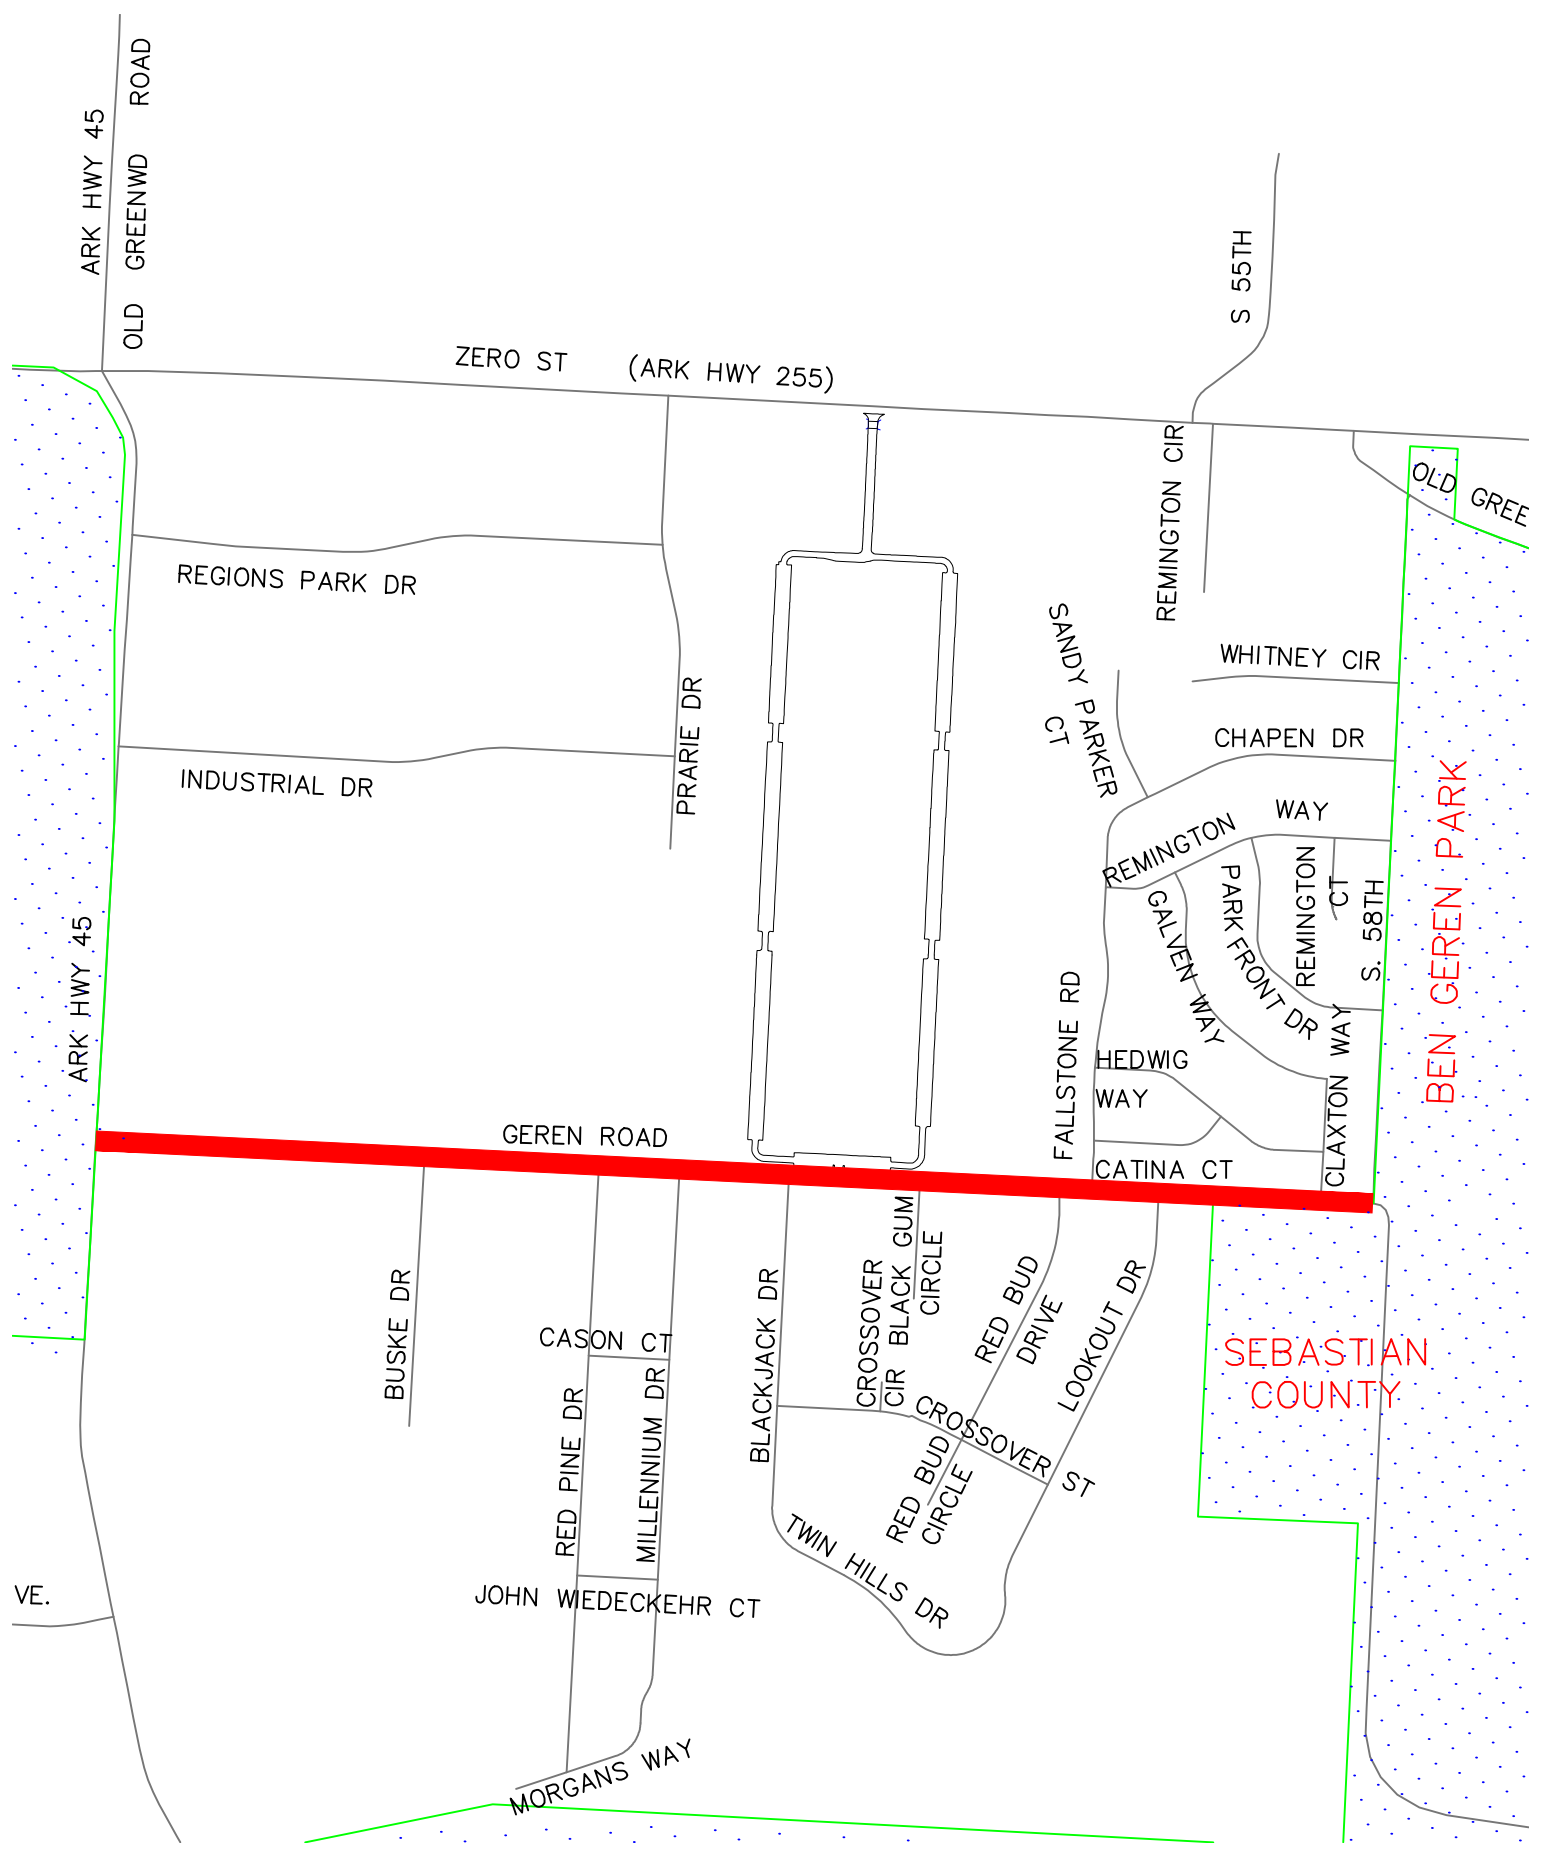 ARK HWY 45
OLD GREENWD ROAD
S 55TH
ZERO ST (ARK HWY 255)
REMINGTON CIR
OLD GREE
REGIONS PARK DR
SANDY PARKER
CT
WHITNEY CIR
PRARIE DR
CHAPEN DR
INDUSTRIAL DR
REMINGTON WAY
BEN GEREN PARK
GALVEN WAY
PARK FRONT DR
REMINGTON
CT
S. 58TH
ARK HWY 45
FALLSTONE RD
HEDWIG
WAY
CLAXTON WAY
GEREN ROAD
CATINA CT
BUSKE DR
CASON CT
RED PINE DR
MILLENNIUM DR
BLACKJACK DR
CROSSOVER
CIR
BLACK GUM
CIRCLE
RED BUD
DRIVE
LOOKOUT DR
SEBASTIAN
COUNTY
CROSSOVER ST
RED BUD
CIRCLE
TWIN HILLS DR
VE.
JOHN WIEDECKEHR CT
MORGANS WAY